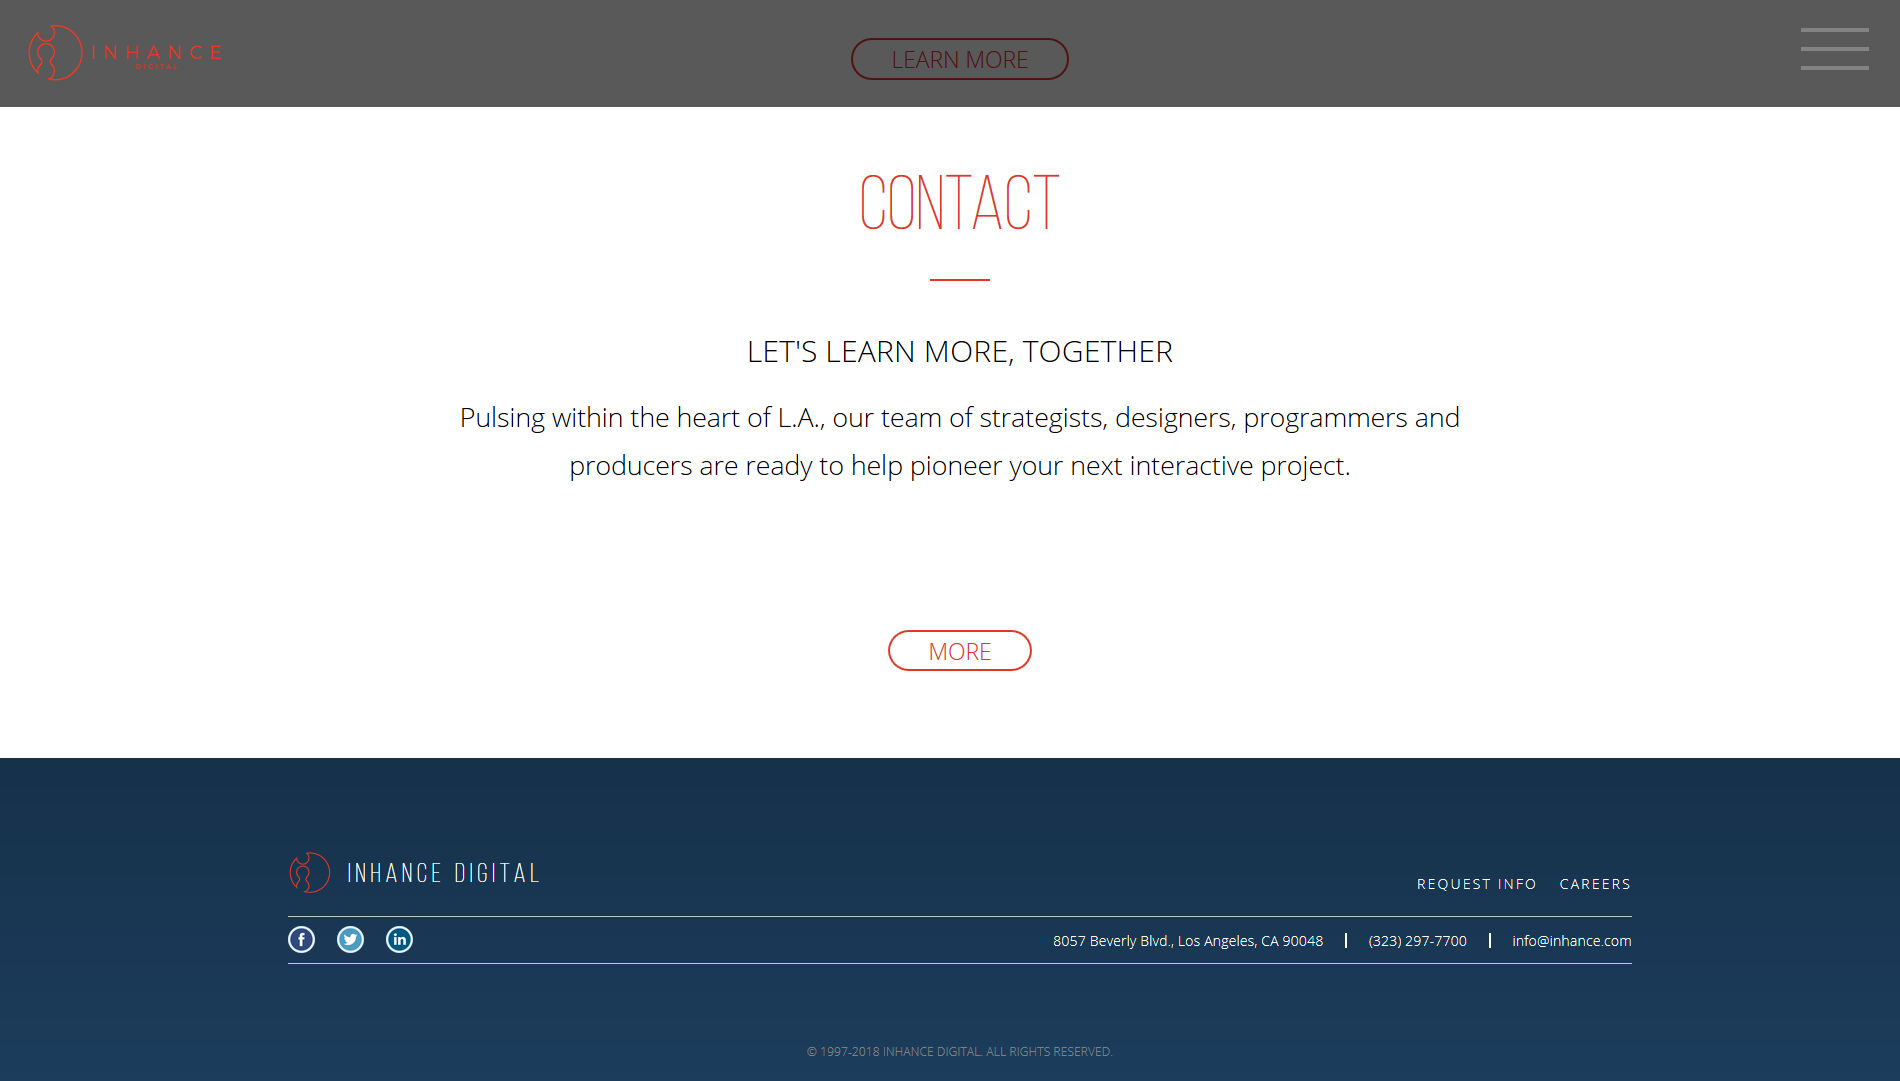 INHANCE
DIGITAL
LEARN MORE
CONTACT
LET'S LEARN MORE, TOGETHER
Pulsing within the heart of L.A., our team of strategists, designers, programmers and
producers are ready to help pioneer your next interactive project.
MORE
INHANCE DIGITAL
REQUEST INFO CAREERS
8057 Beverly Blvd., Los Angeles, CA 90048 | (323) 297-7700 | info@inhance.com
© 1997-2018 INHANCE DIGITAL. ALL RIGHTS RESERVED.